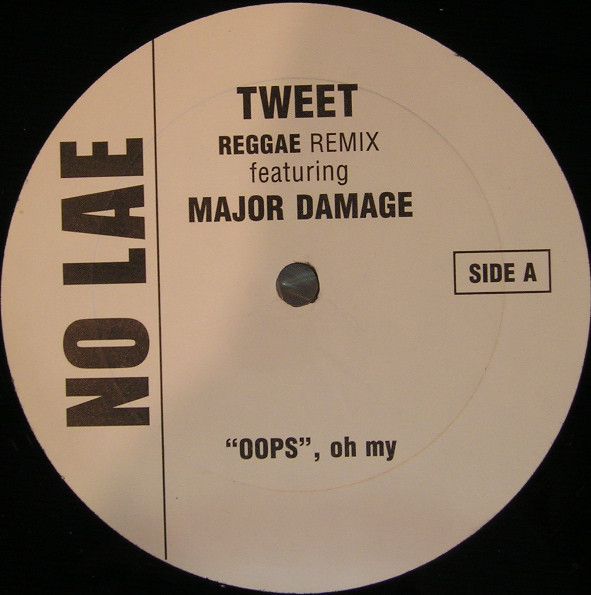 NO LAE
TWEET
REGGAE REMIX
featuring
MAJOR DAMAGE
SIDE A
“OOPS”, oh my